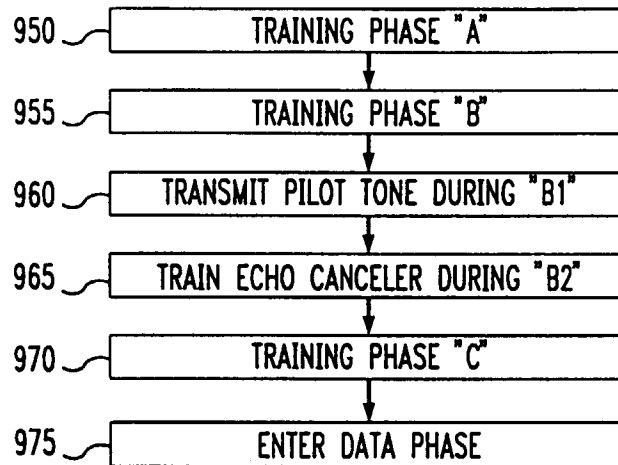 950 TRAINING PHASE "A"
955 TRAINING PHASE "B"
960 TRANSMIT PILOT TONE DURING "B1"
965 TRAIN ECHO CANCELER DURING "B2"
970 TRAINING PHASE "C"
975 ENTER DATA PHASE